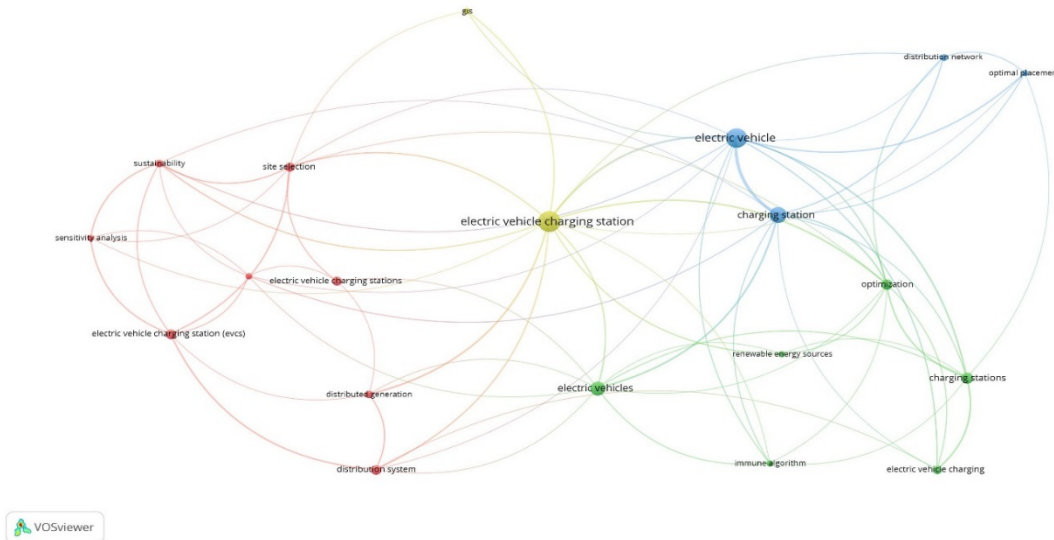 gis
distribution network
optimal placement
electric vehicle
sustainability
site selection
charging station
electric vehicle charging station
sensitivity analysis
electric vehicle charging stations
optimization
electric vehicle charging station (evcs)
renewable energy sources
charging stations
electric vehicles
distributed generation
immune algorithm
distribution system
electric vehicle charging
VOSviewer